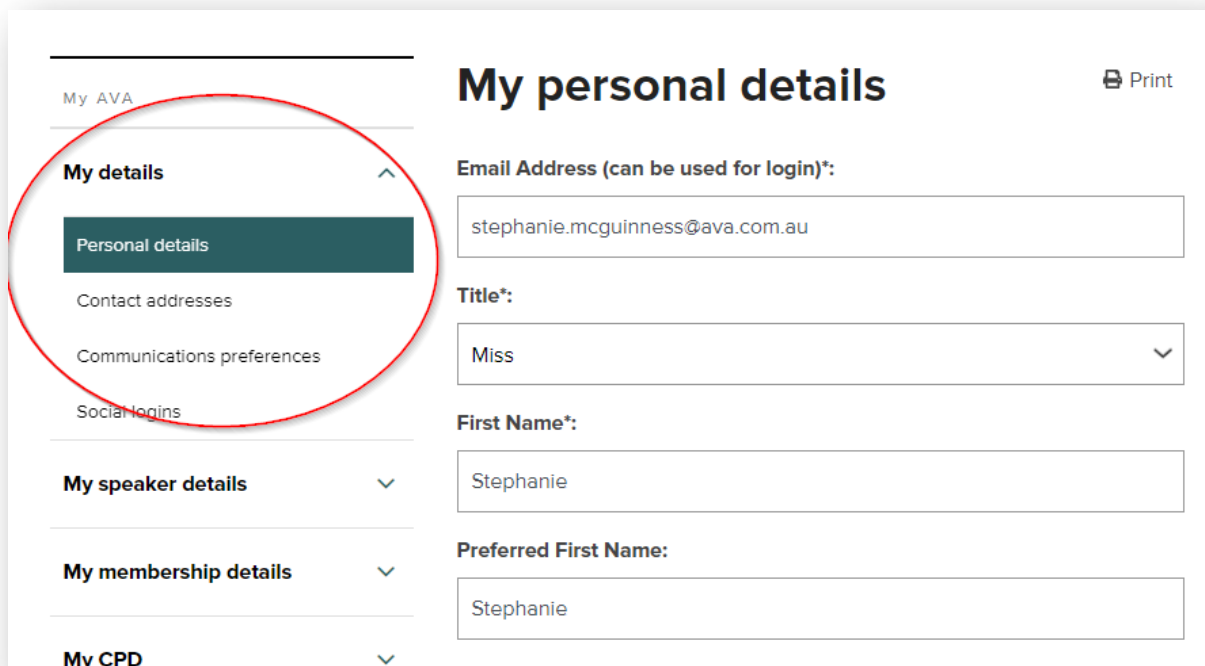 My AVA
My details
Personal details
Contact addresses
Communications preferences
Social logins
My speaker details
My membership details
My CPD
My personal details
Print
Email Address (can be used for login)*:
stephanie.mcguinness@ava.com.au
Title*:
Miss
First Name*:
Stephanie
Preferred First Name:
Stephanie